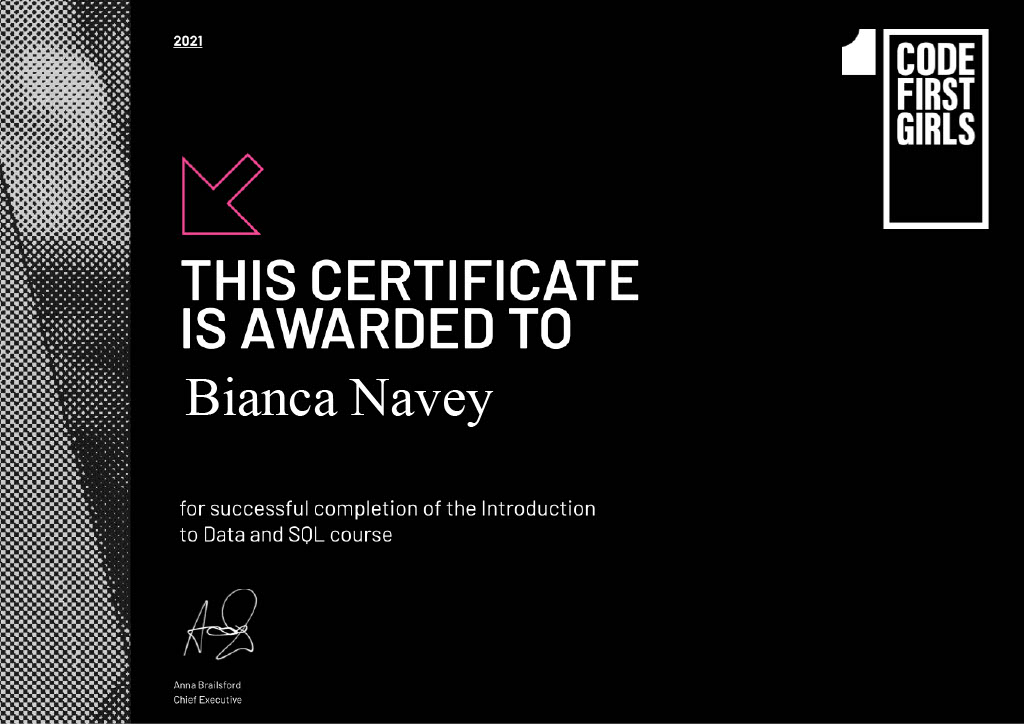 2021
CODE
FIRST
GIRLS
THIS CERTIFICATE
IS AWARDED TO
Bianca Navey
for successful completion of the Introduction
to Data and SQL course
Anna Brailsford
Chief Executive